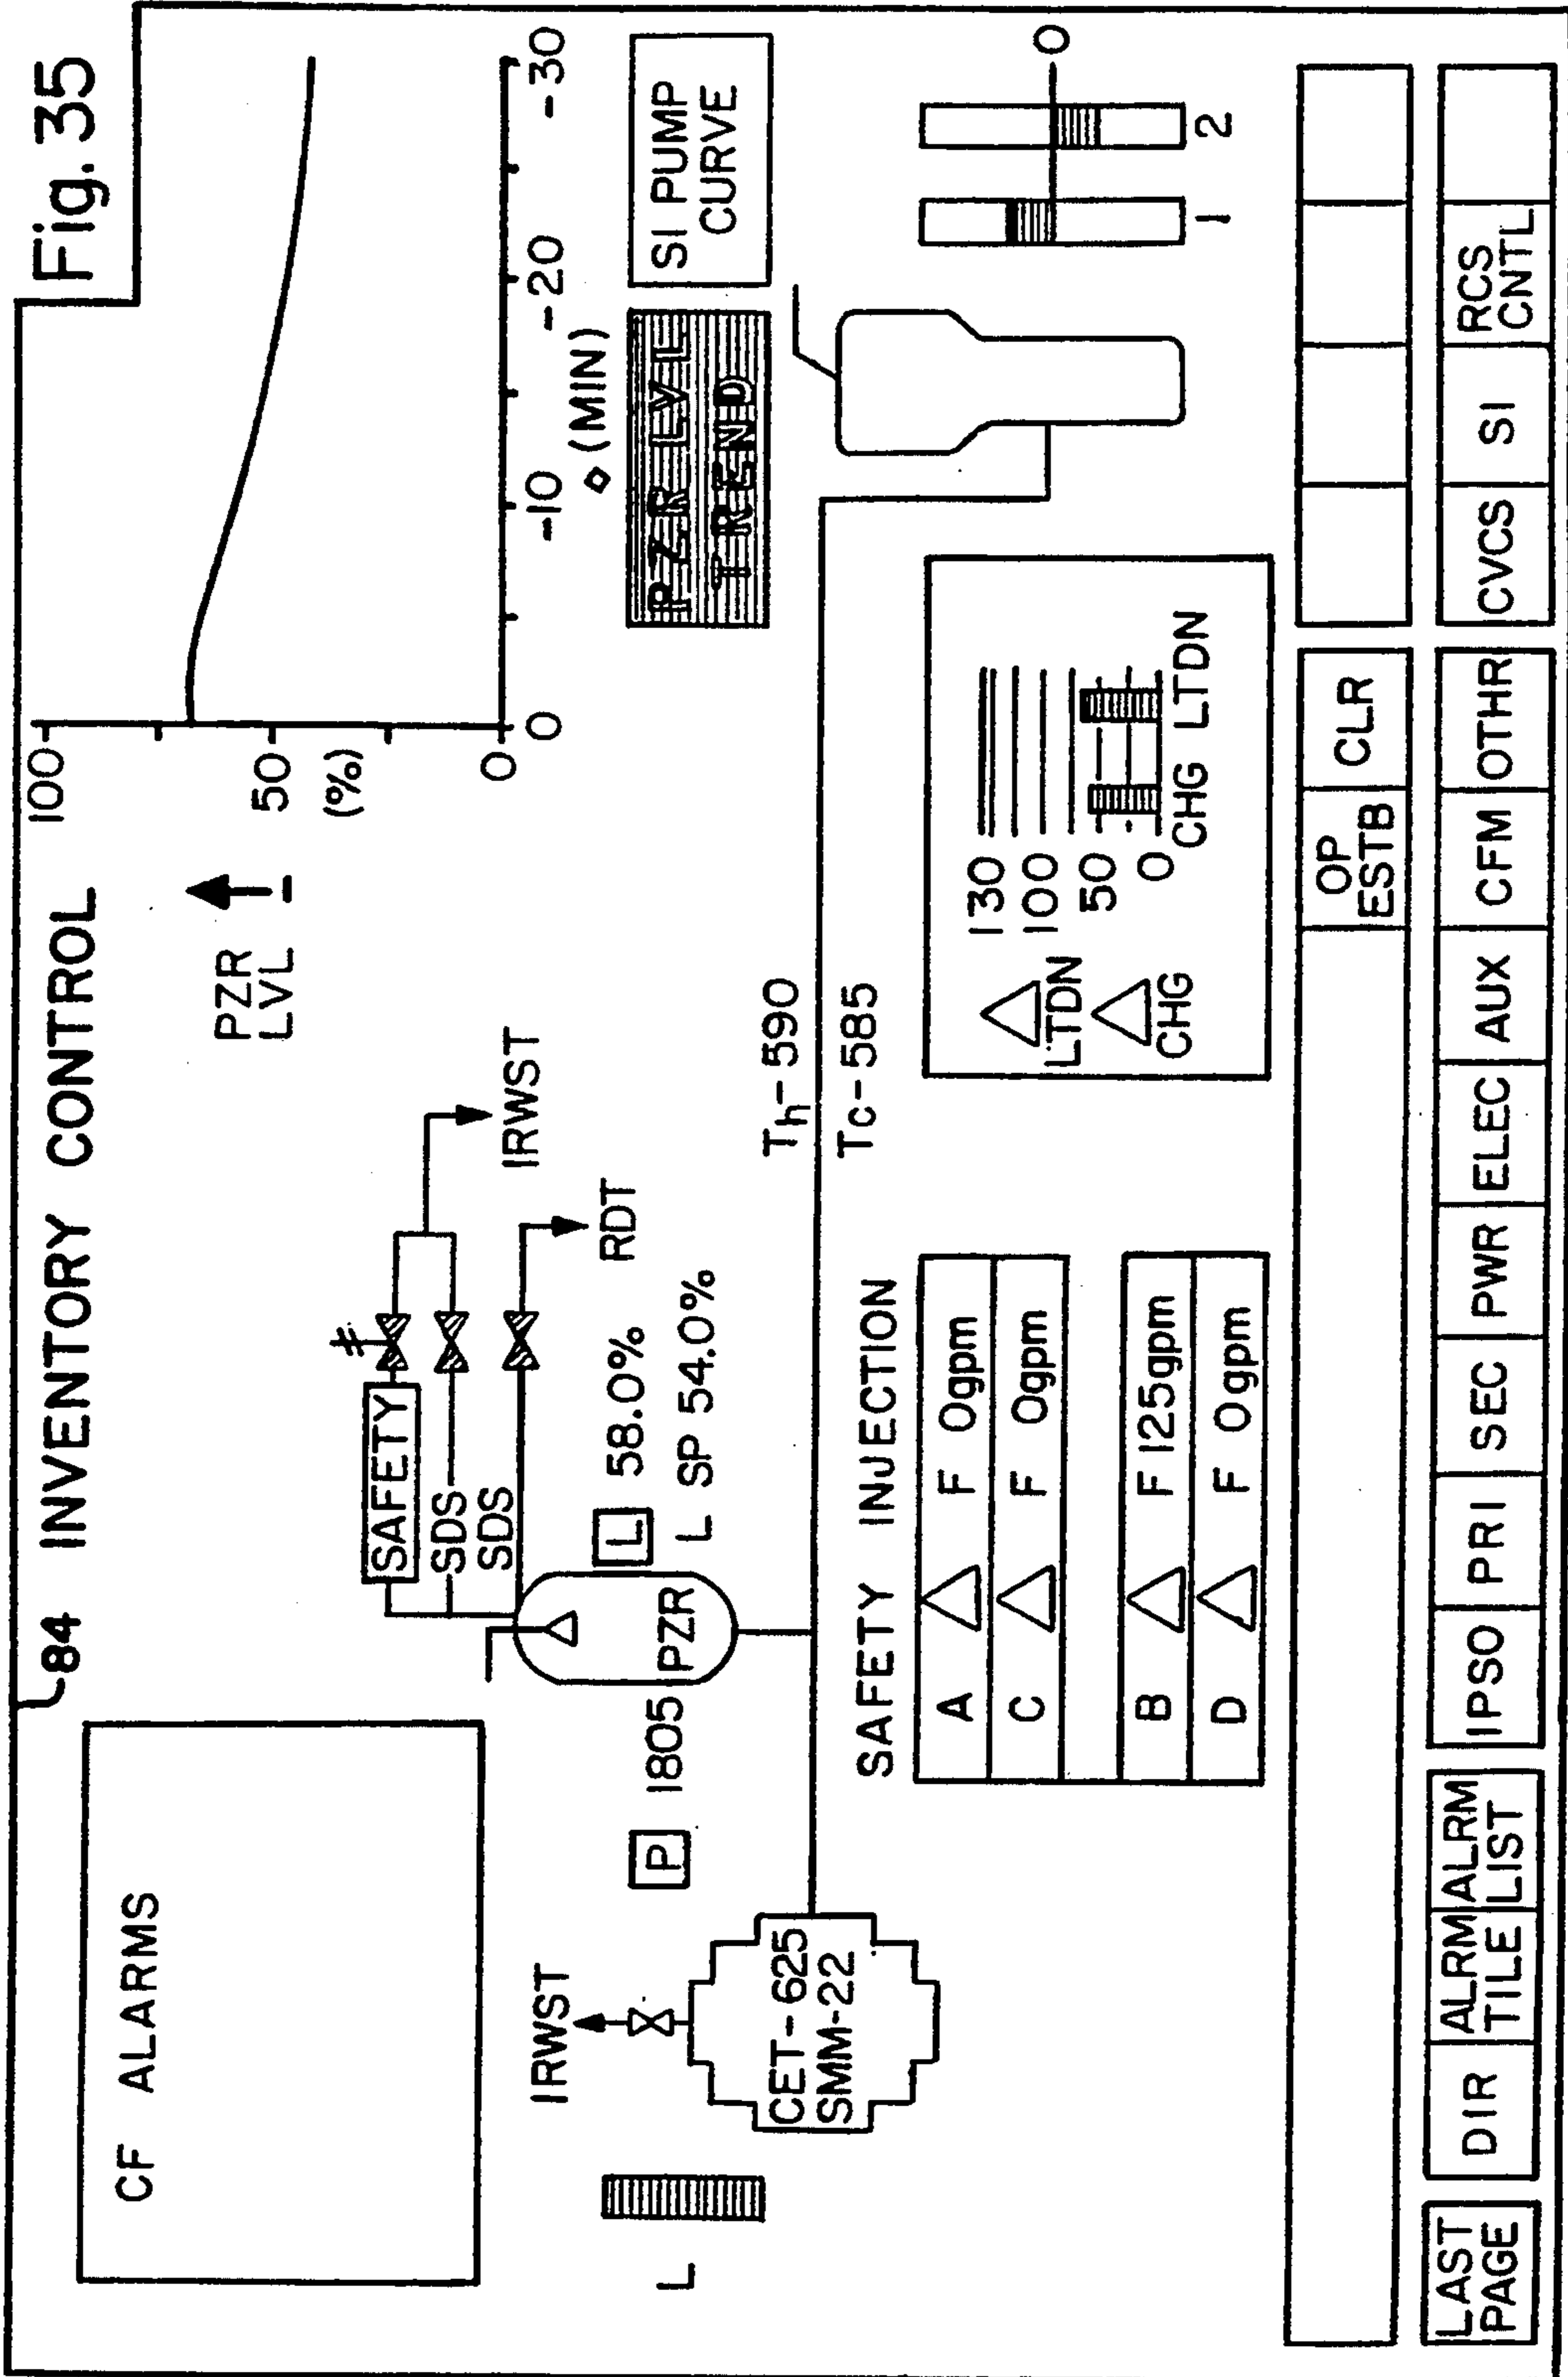 Fig. 35
84 INVENTORY CONTROL
CF ALARMS
PZR
LVL
100
50
(%)
0
0 -10 -20 -30
(MIN)
SAFETY
SDS
SDS
IRWST
RDT
IRWST
P 1805
PZR
L 58.0%
L SP 54.0%
PZR LVL
TREND
SI PUMP
CURVE
L
CET-625
SMM-22
Th-590
Tc-585
SAFETY INJECTION
A F 0gpm
C F 0gpm
B F 125gpm
D F 0gpm
LTDN
CHG
130
100
50
0
CHG LTDN
0
1 2
OP
ESTB
CLR
LAST
PAGE
DIR
ALRM
TILE
ALRM
LIST
IPSO PRI SEC PWR ELEC AUX CFM OTHR
CVCS SI
RCS
CNTL